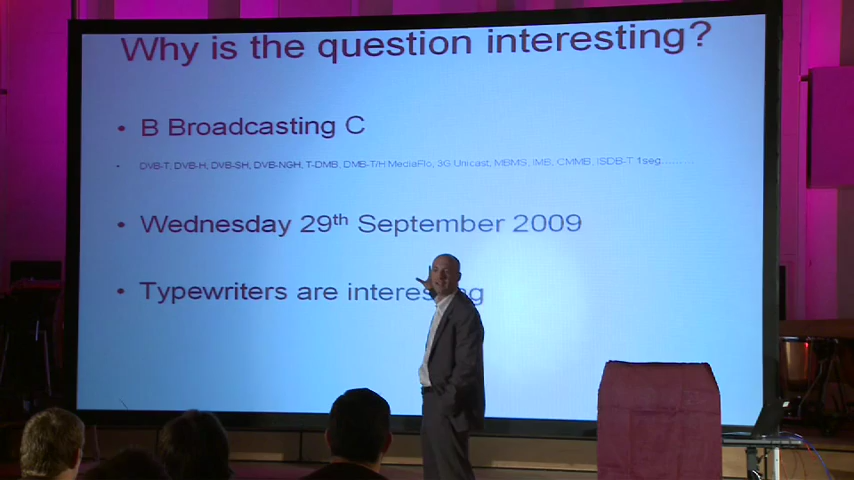 Why is the question interesting?
• B Broadcasting C
- DVB-T, DVB-H, DVB-SH, DVB-NGH, T-DMB, DMB-T/H MediaFlo, 3G Unicast, MBMS, IMB, CMMB, ISDB-T 1seg………
• Wednesday 29th September 2009
• Typewriters are interesting